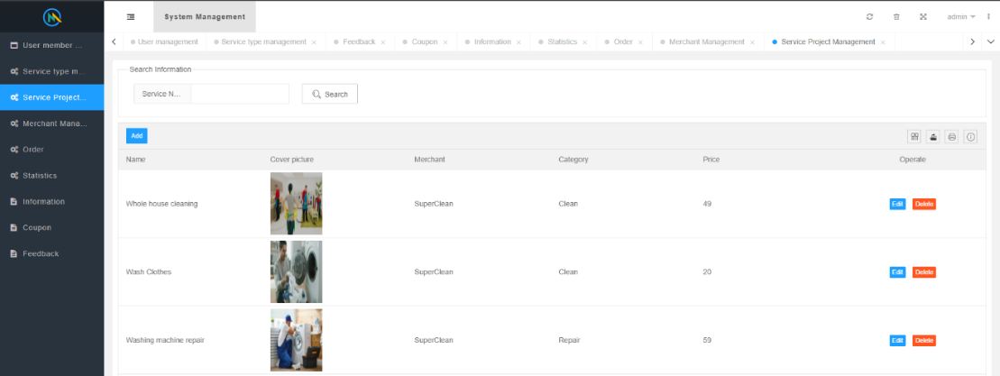 System Management
admin
User member ...
Service type m...
Service Project...
Merchant Mana...
Order
Statistics
Information
Coupon
Feedback
User management
Service type management
Feedback
Coupon
Information
Statistics
Order
Merchant Management
Service Project Management
Search Information
Service N...
Search
Add
Name Cover picture Merchant Category Price Operate
Whole house cleaning SuperClean Clean 49 Edit Delete
Wash Clothes SuperClean Clean 20 Edit Delete
Washing machine repair SuperClean Repair 59 Edit Delete